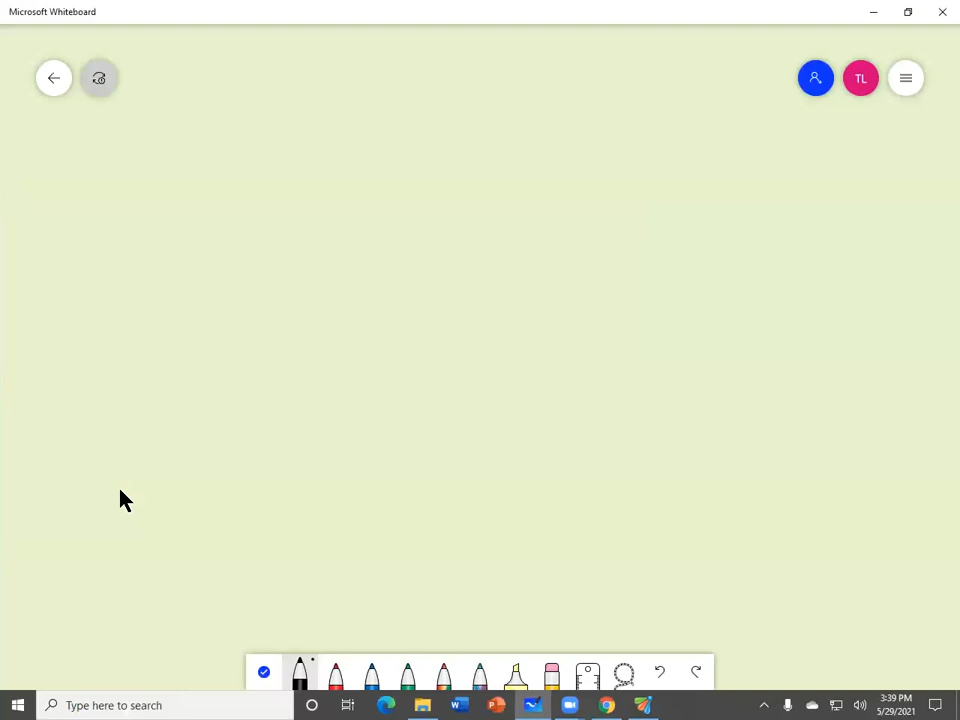 Microsoft Whiteboard
TL
Type here to search
3:39 PM
5/29/2021